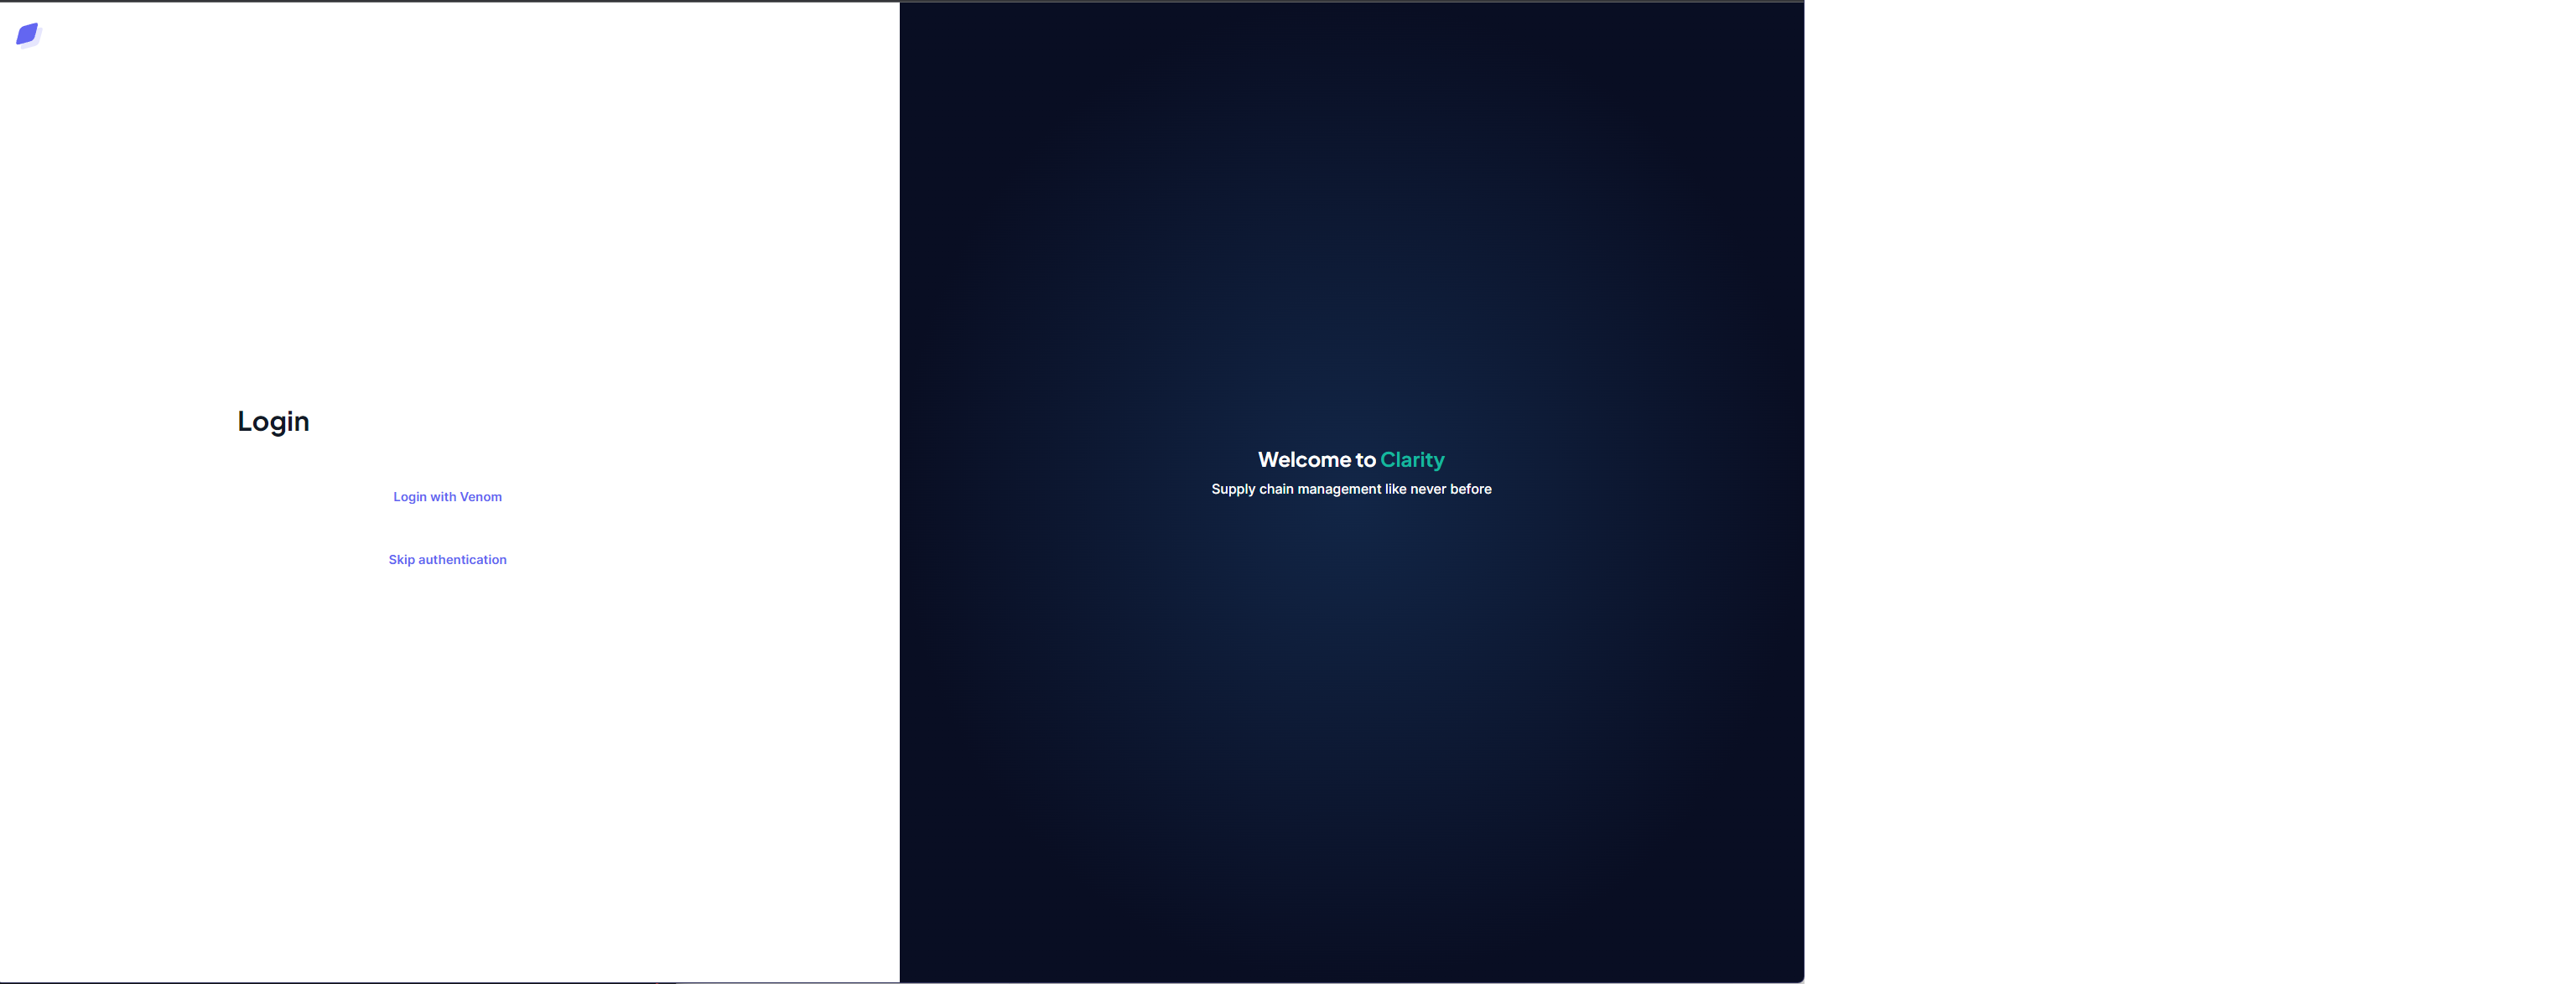 Login
Login with Venom
Skip authentication
Welcome to Clarity
Supply chain management like never before